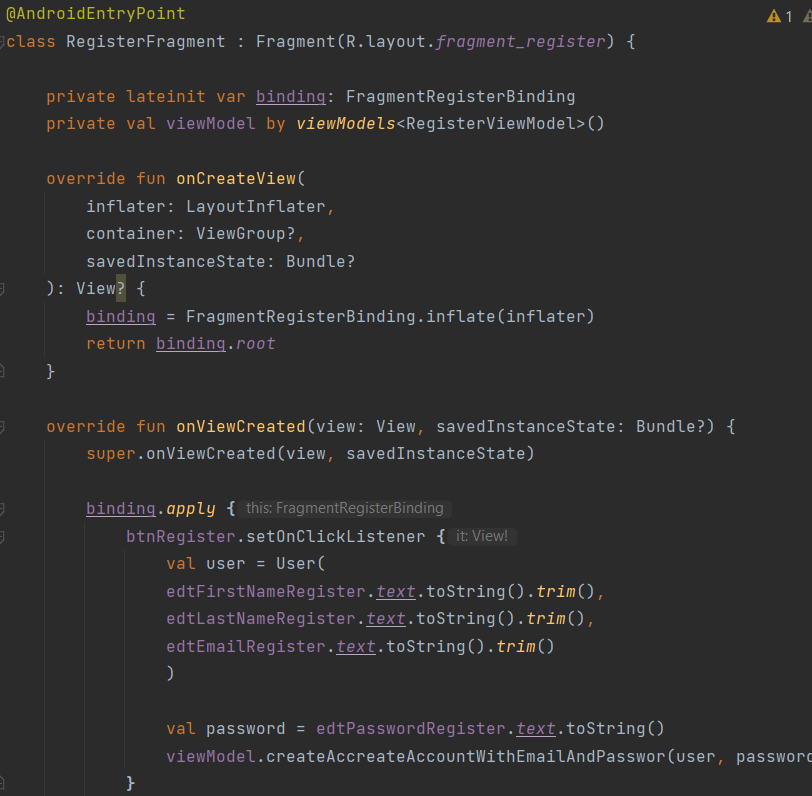 @AndroidEntryPoint
1
class RegisterFragment : Fragment(R.layout.fragment_register) {
private lateinit var binding: FragmentRegisterBinding
private val viewModel by viewModels<RegisterViewModel>()
override fun onCreateView(
inflater: LayoutInflater,
container: ViewGroup?,
savedInstanceState: Bundle?
): View? {
binding = FragmentRegisterBinding.inflate(inflater)
return binding.root
}
override fun onViewCreated(view: View, savedInstanceState: Bundle?) {
super.onViewCreated(view, savedInstanceState)
binding.apply { this: FragmentRegisterBinding
btnRegister.setOnClickListener { it: View!
val user = User(
edtFirstNameRegister.text.toString().trim(),
edtLastNameRegister.text.toString().trim(),
edtEmailRegister.text.toString().trim()
)
val password = edtPasswordRegister.text.toString()
viewModel.createAccreateAccountWithEmailAndPasswor(user, password
}